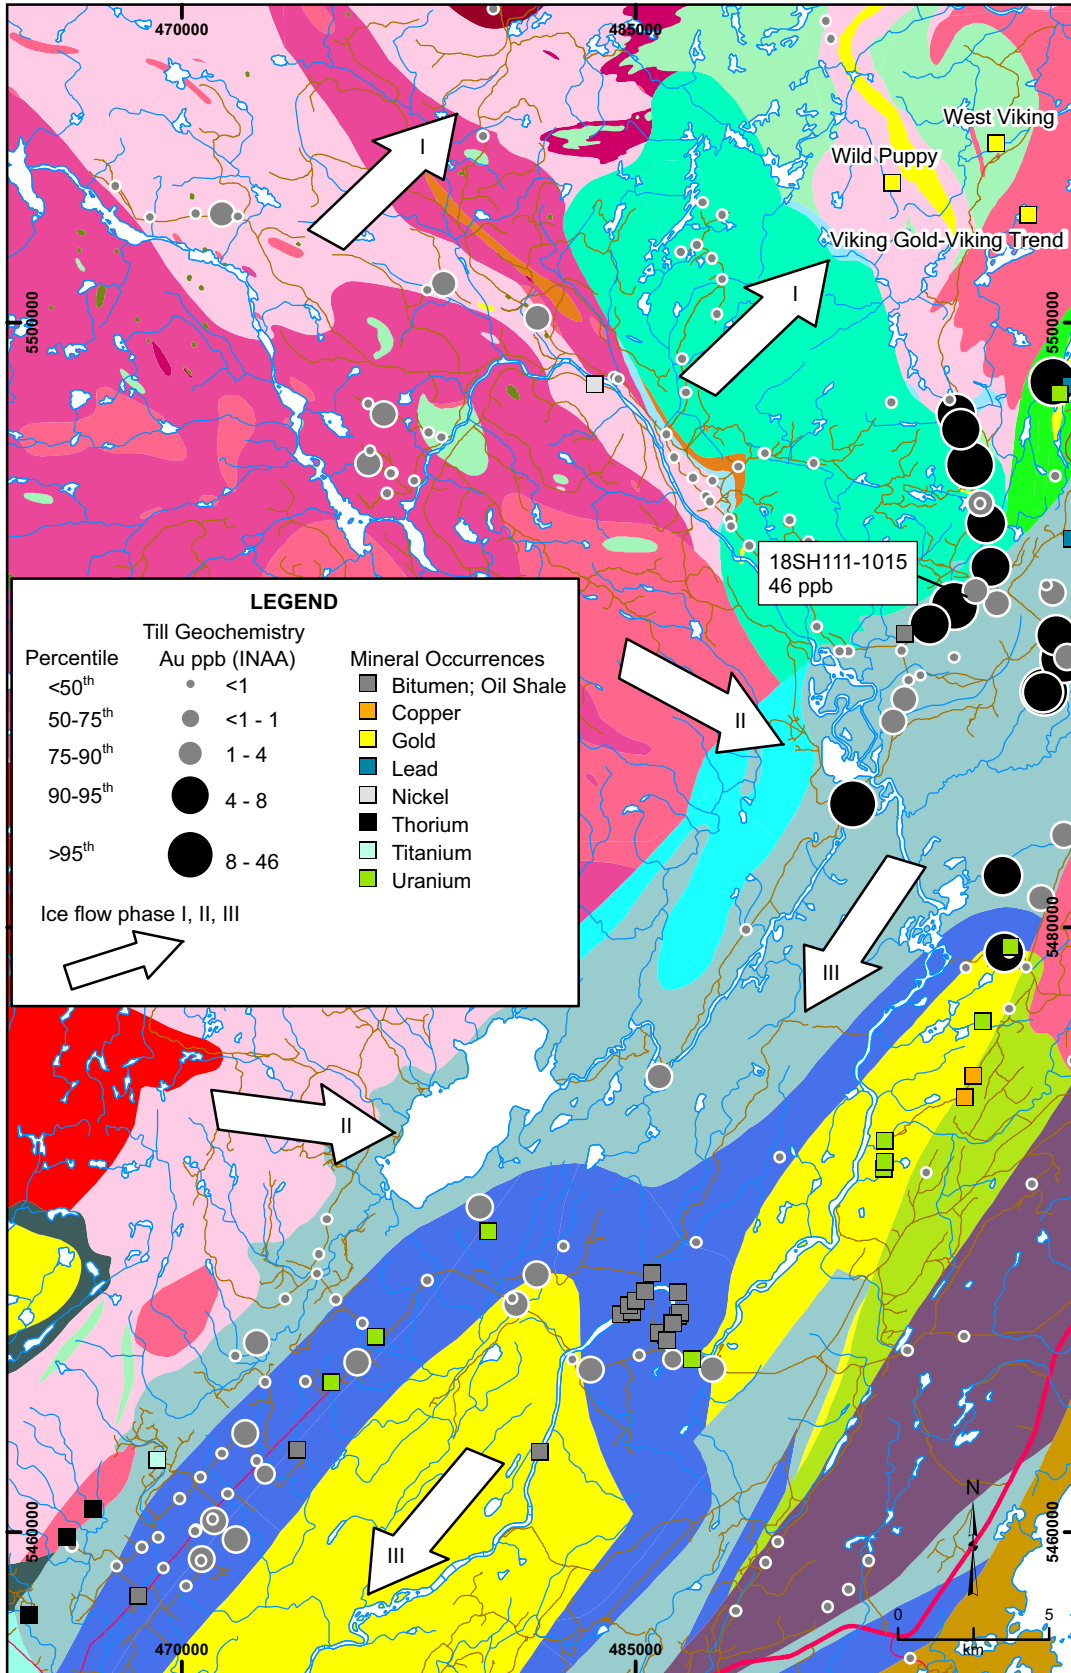 470000
485000
I
West Viking
Wild Puppy
Viking Gold-Viking Trend
I
5500000
5500000
18SH111-1015
46 ppb
LEGEND
Till Geochemistry
Percentile
Au ppb (INAA)
Mineral Occurrences
<50th
<1
Bitumen; Oil Shale
50-75th
<1 - 1
Copper
75-90th
1 - 4
Gold
90-95th
4 - 8
Lead
Nickel
Thorium
>95th
8 - 46
Titanium
Uranium
Ice flow phase I, II, III
II
5480000
III
II
N
5460000
5460000
III
0
5
km
470000
485000